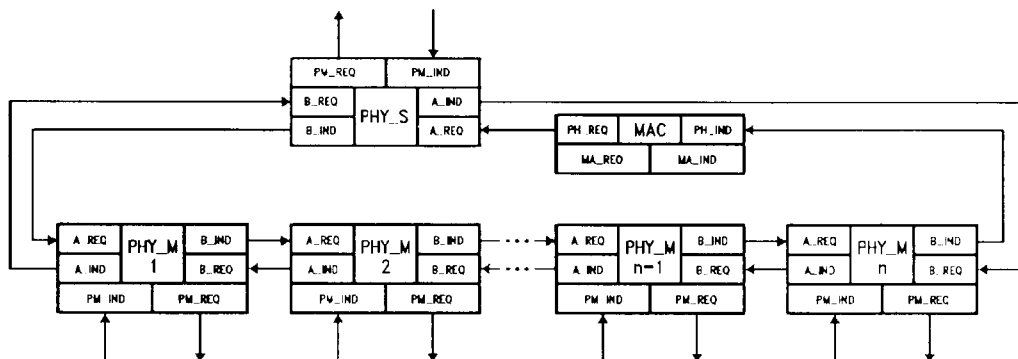 PM_REQ PM_IND
B_REQ PHY_S A_IND
B_IND A_REQ
PH_REQ MAC PH_IND
MA_REQ MA_IND
A_REQ PHY_M 1 B_IND
A_IND B_REQ
PM_IND PM_REQ
A_REQ PHY_M 2 B_IND
A_IND B_REQ
PM_IND PM_REQ
A_REQ PHY_M n-1 B_IND
A_IND B_REQ
PM_IND PM_REQ
A_REQ PHY_M n B_IND
A_IND B_REQ
PM_IND PM_REQ